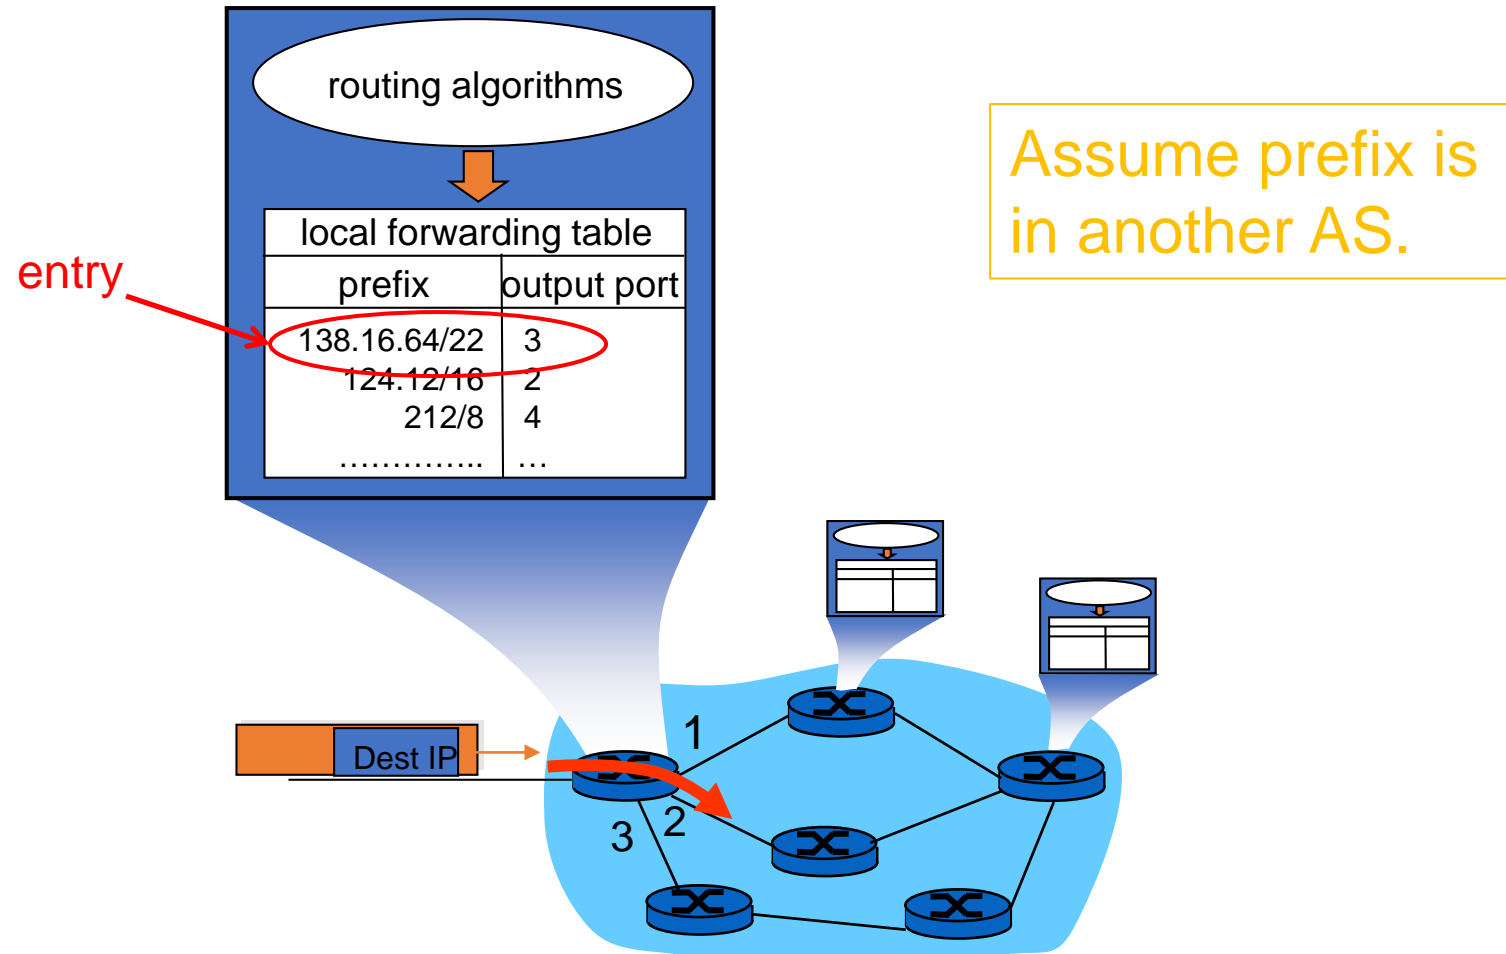 routing algorithms
local forwarding table
prefix output port
138.16.64/22 3
124.12/16 2
212/8 4
………….. …
entry
Assume prefix is
in another AS.
Dest IP
1
2
3